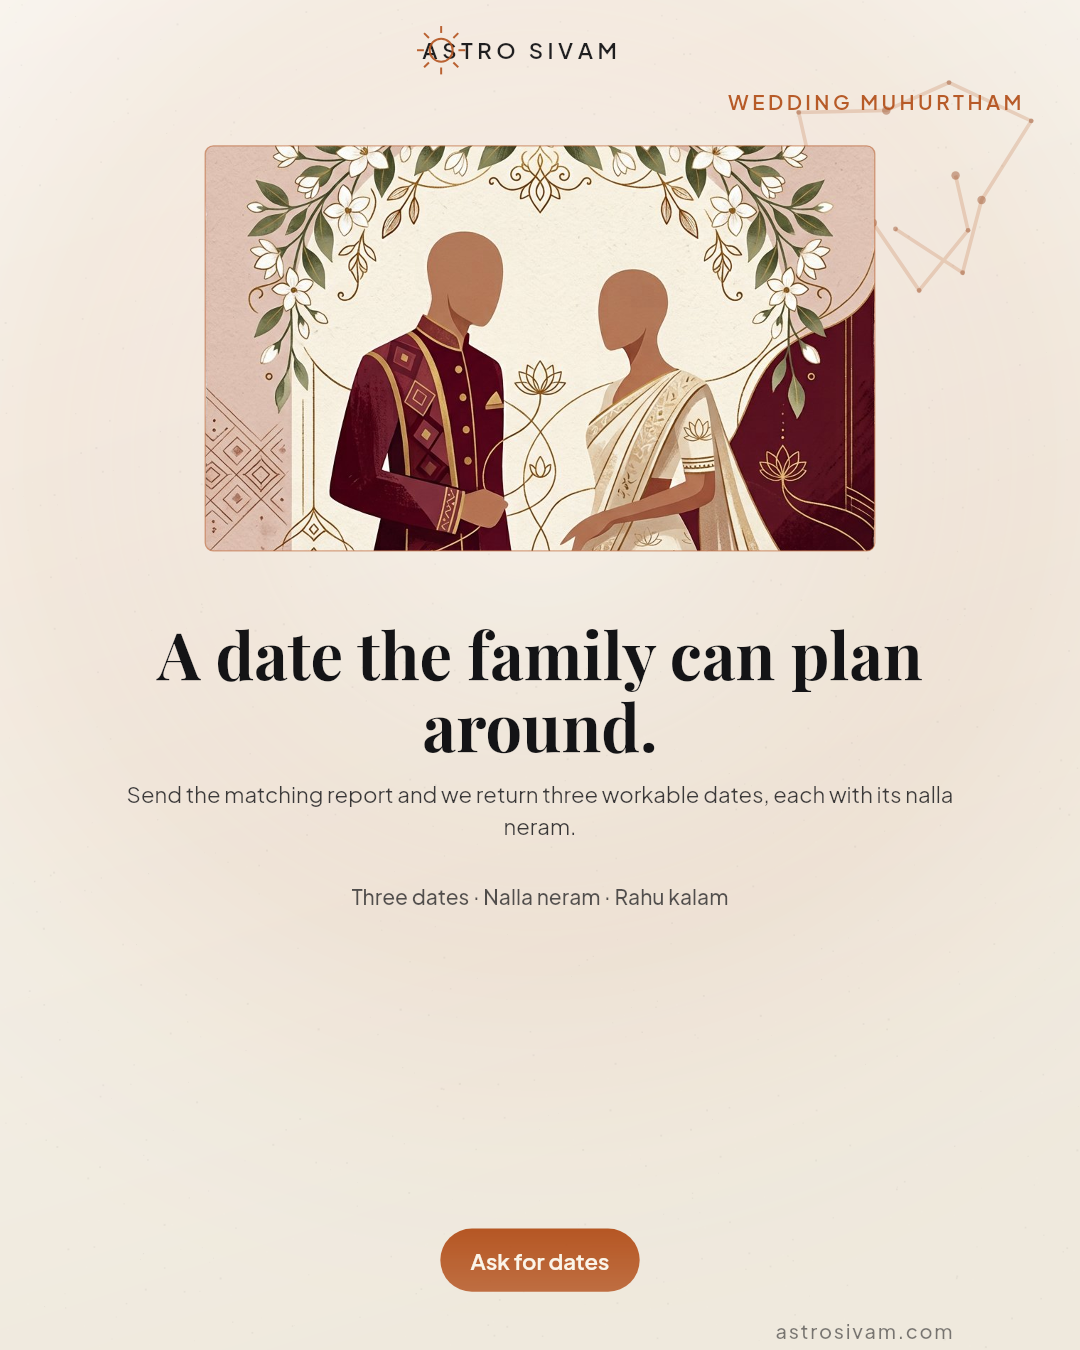 ASTRO SIVAM
WEDDING MUHURTHAM
A date the family can plan
around.
Send the matching report and we return three workable dates, each with its nalla
neram.
Three dates · Nalla neram · Rahu kalam
Ask for dates
astrosivam.com